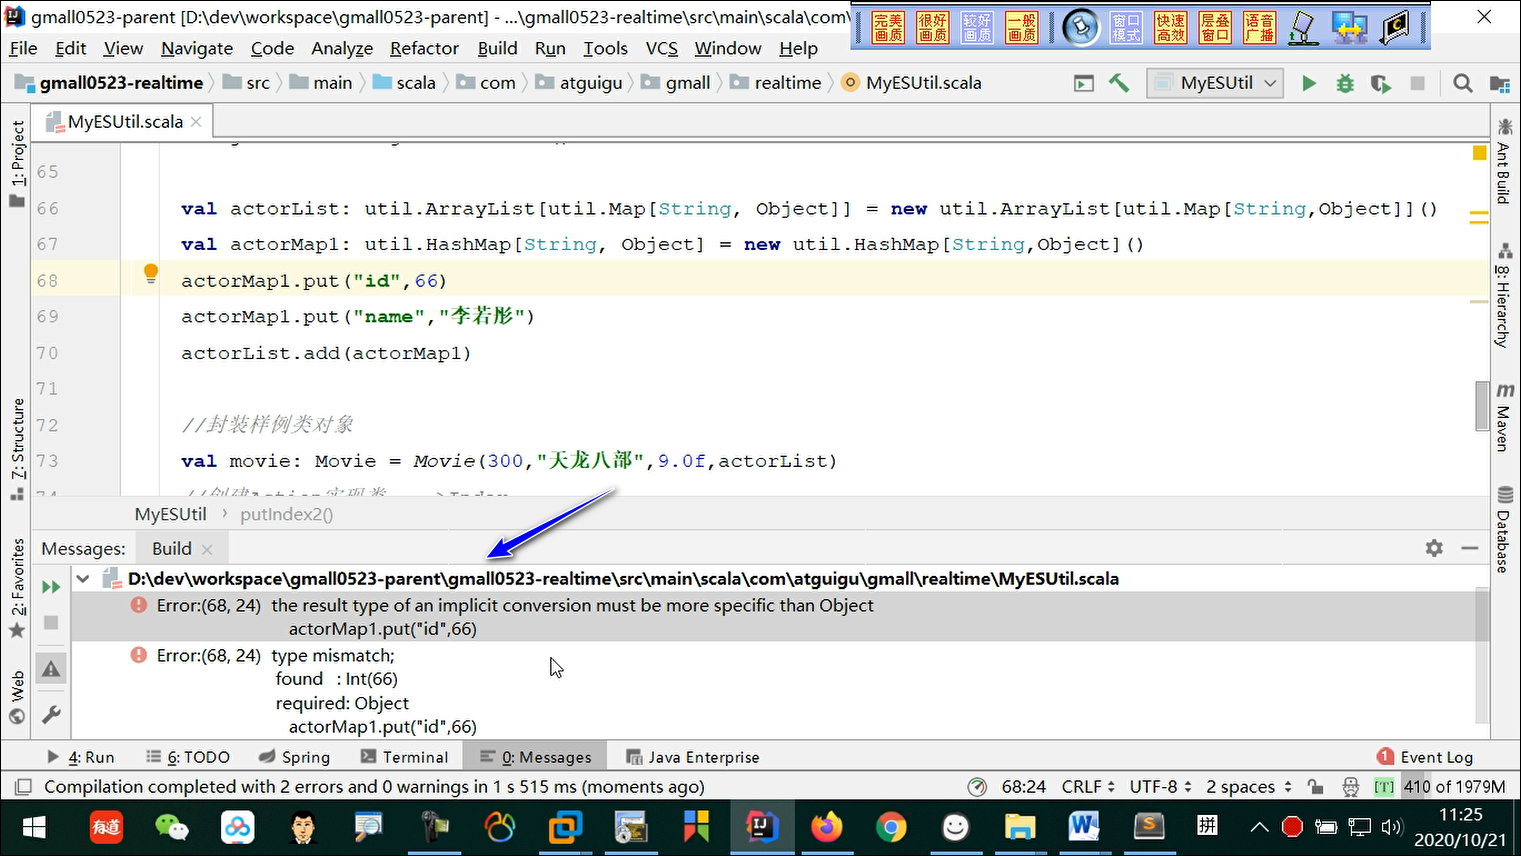 gmall0523-parent [D:\dev\workspace\gmall0523-parent] - ...\gmall0523-realtime\src\main\scala\com\
完美画质 很好画质 较好画质 一般画质 窗口模式 快速高效 层叠窗口 语音广播
File Edit View Navigate Code Analyze Refactor Build Run Tools VCS Window Help
gmall0523-realtime src main scala com atguigu gmall realtime MyESUtil.scala MyESUtil
MyESUtil.scala
1: Project
Z: Structure
2: Favorites
Web
Ant Build
8: Hierarchy
m Maven
Database
65
66 val actorList: util.ArrayList[util.Map[String, Object]] = new util.ArrayList[util.Map[String,Object]]()
67 val actorMap1: util.HashMap[String, Object] = new util.HashMap[String,Object]()
68 actorMap1.put("id",66)
69 actorMap1.put("name","李若彤")
70 actorList.add(actorMap1)
71
72 //封装样例类对象
73 val movie: Movie = Movie(300,"天龙八部",9.0f,actorList)
MyESUtil putIndex2()
Messages: Build
D:\dev\workspace\gmall0523-parent\gmall0523-realtime\src\main\scala\com\atguigu\gmall\realtime\MyESUtil.scala
Error:(68, 24) the result type of an implicit conversion must be more specific than Object
actorMap1.put("id",66)
Error:(68, 24) type mismatch;
found : Int(66)
required: Object
actorMap1.put("id",66)
4: Run 6: TODO Spring Terminal 0: Messages Java Enterprise 1 Event Log
Compilation completed with 2 errors and 0 warnings in 1 s 515 ms (moments ago) 68:24 CRLF UTF-8 2 spaces [T] 410 of 1979M
有道 IJ W S 拼
11:25
2020/10/21